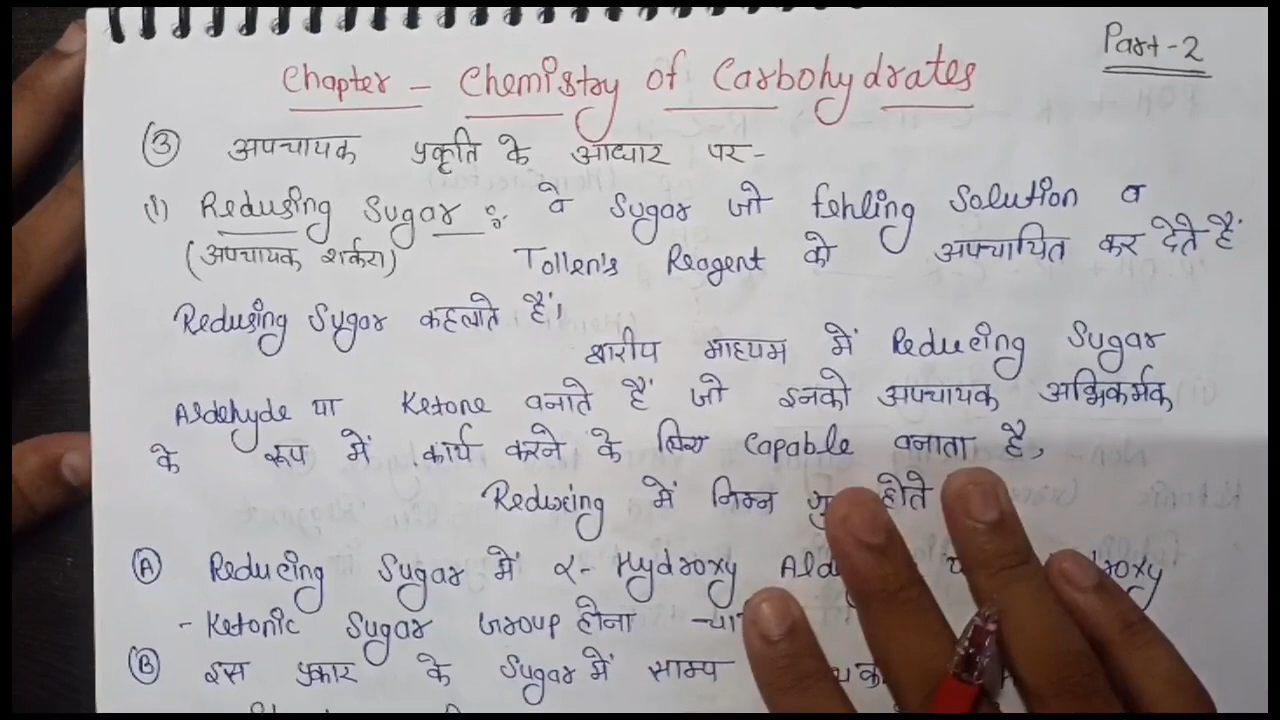 Part-2
Chapter - Chemistry of Carbohydrates
③ अपचायक प्रकृति के आधार पर-
(i) Reducing Sugar : वे Sugar जो fehling Solution व
(अपचायक शर्करा) Tollen's Reagent को अपचायित कर देते हैं
Reducing Sugar कहलाते हैं।
क्षारीय माध्यम में Reducing Sugar
Aldehyde या Ketone बनाते हैं जो इनको अपचायक अभिकर्मक
के रूप में कार्य करने के लिए Capable बनाता है,
Reducing में निम्न होते
Ⓐ Reducing Sugar में α- Hydroxy
- Ketonic Sugar Group होना
Ⓑ इस प्रकार के Sugar में साम्य